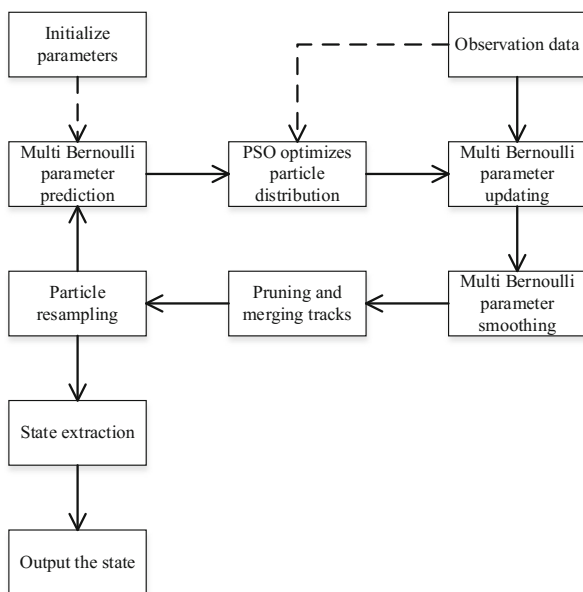 Initialize
parameters
Observation data
Multi Bernoulli
parameter
prediction
PSO optimizes
particle
distribution
Multi Bernoulli
parameter
updating
Particle
resampling
Pruning and
merging tracks
Multi Bernoulli
parameter
smoothing
State extraction
Output the state